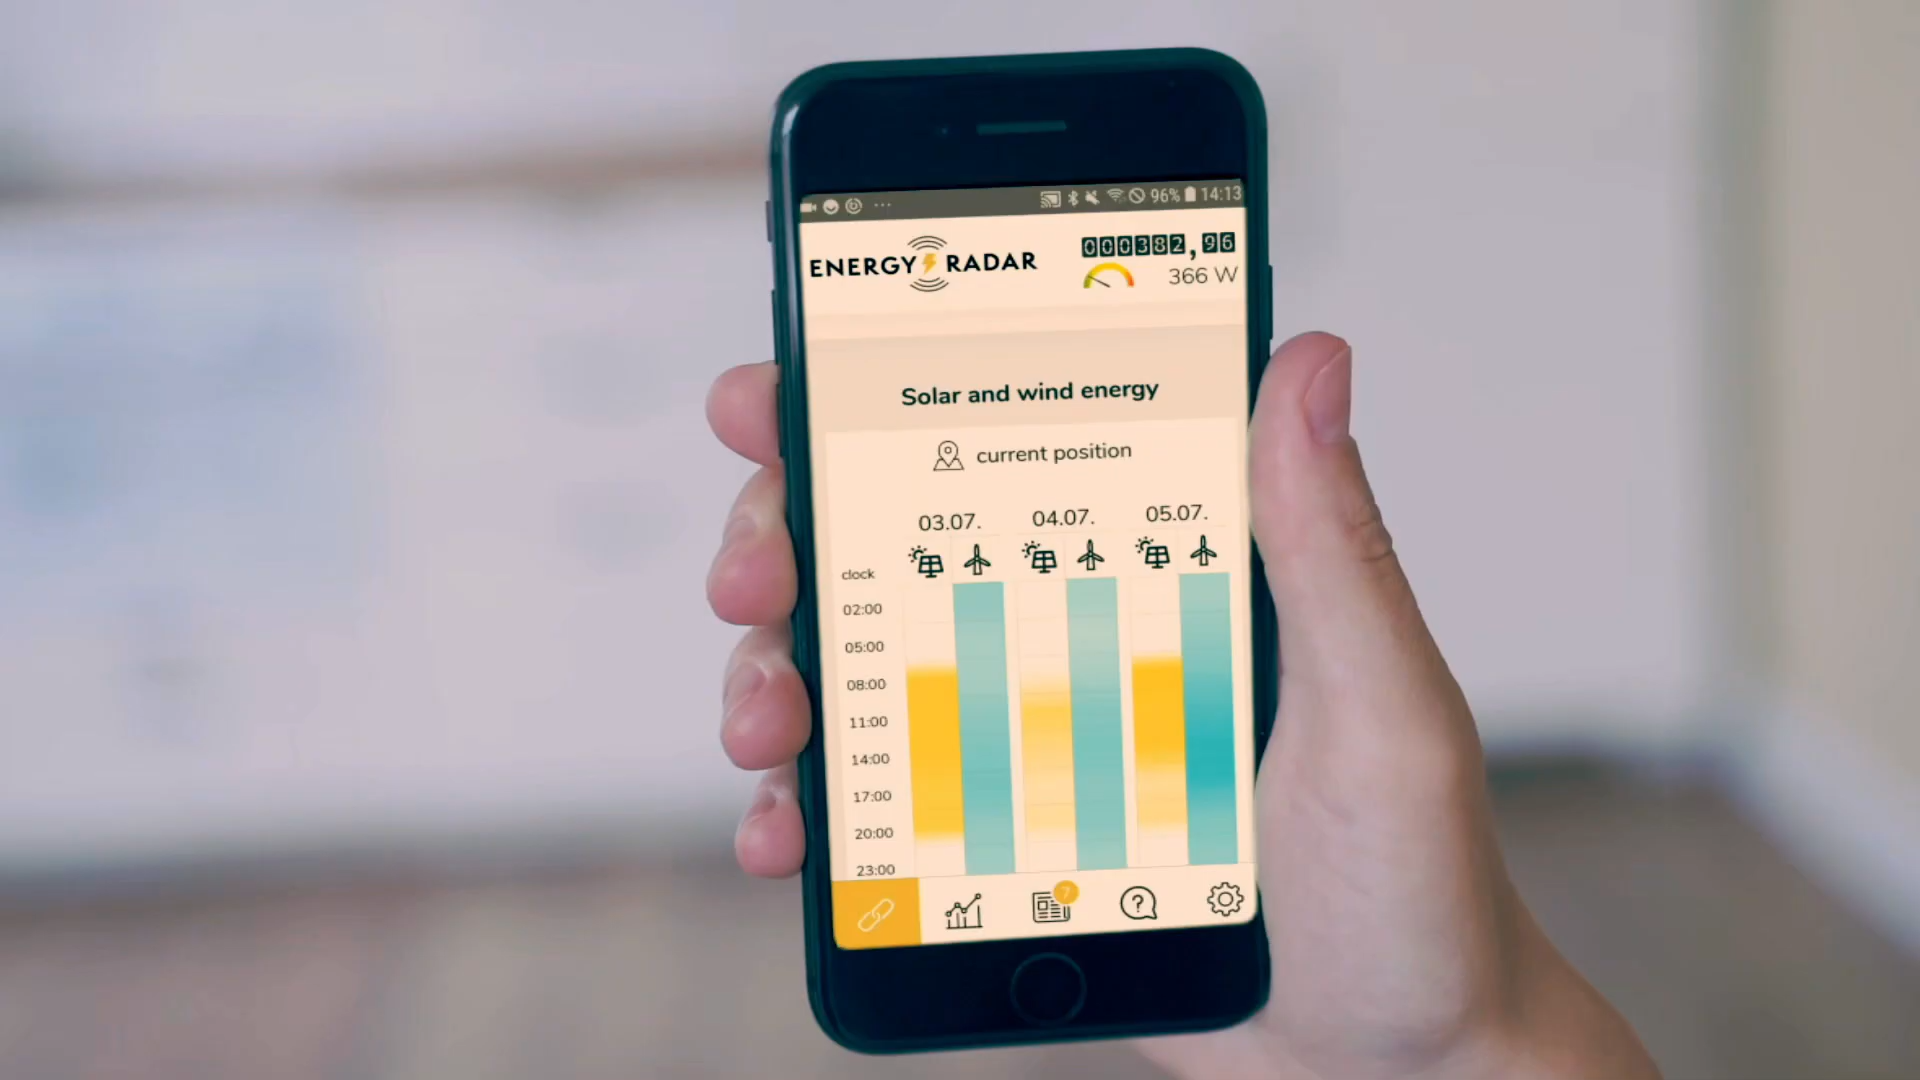 96% 14:13
ENERGY RADAR
000382,96
366 W
Solar and wind energy
current position
03.07. 04.07. 05.07.
clock
02:00
05:00
08:00
11:00
14:00
17:00
20:00
23:00
7
?